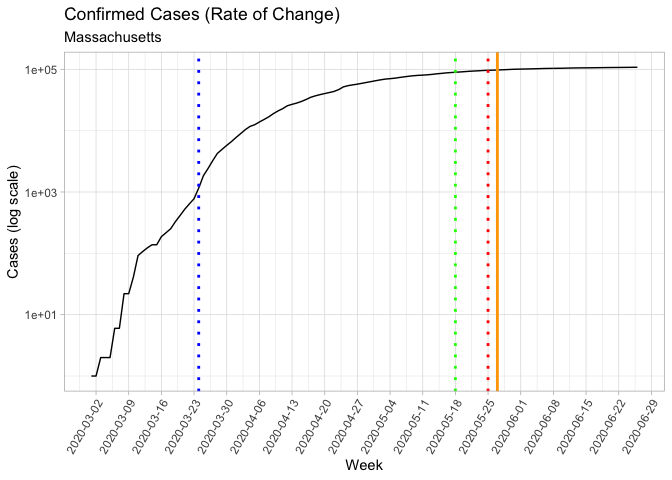 Confirmed Cases (Rate of Change)
Massachusetts
Cases (log scale)
1e+05
1e+03
1e+01
2020-03-02
2020-03-09
2020-03-16
2020-03-23
2020-03-30
2020-04-06
2020-04-13
2020-04-20
2020-04-27
2020-05-04
2020-05-11
2020-05-18
2020-05-25
2020-06-01
2020-06-08
2020-06-15
2020-06-22
2020-06-29
Week